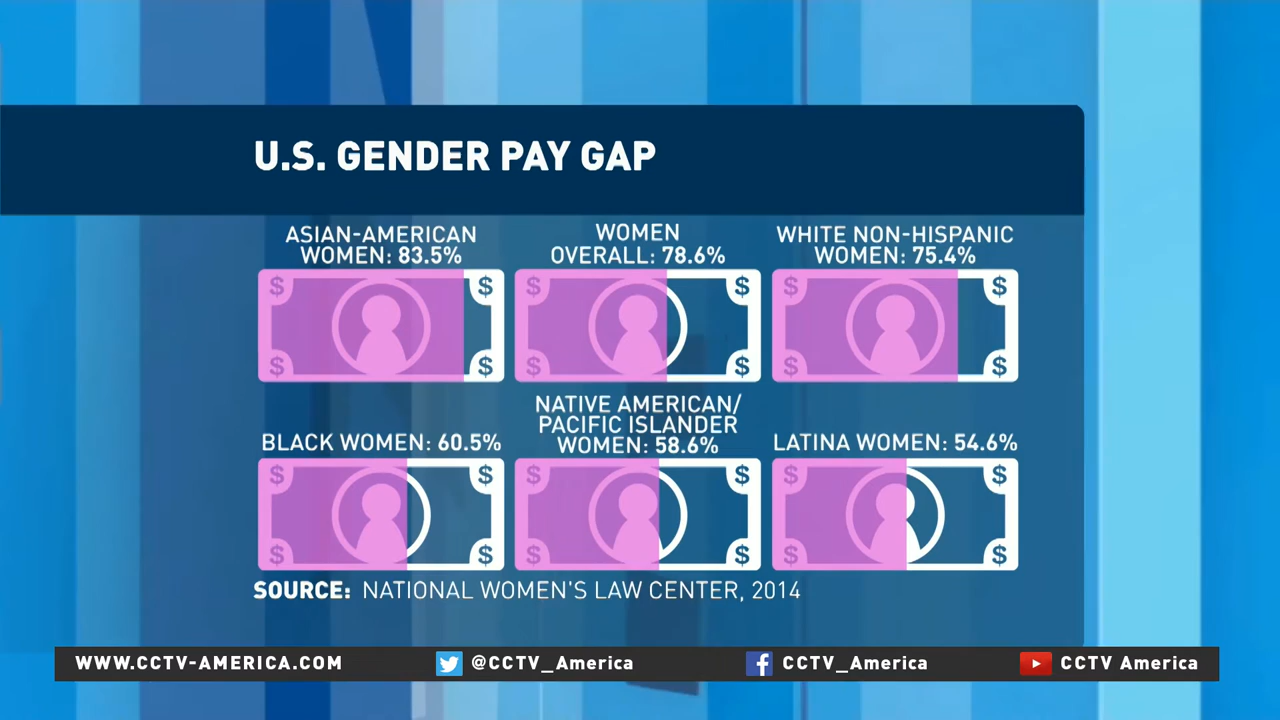 U.S. GENDER PAY GAP
ASIAN-AMERICAN
WOMEN: 83.5%
WOMEN
OVERALL: 78.6%
WHITE NON-HISPANIC
WOMEN: 75.4%
$ $
$ $
$ $
$ $
$ $
$ $
BLACK WOMEN: 60.5%
NATIVE AMERICAN/
PACIFIC ISLANDER
WOMEN: 58.6%
LATINA WOMEN: 54.6%
$ $
$ $
$ $
$ $
$ $
$ $
SOURCE: NATIONAL WOMEN'S LAW CENTER, 2014
WWW.CCTV-AMERICA.COM
@CCTV_America
CCTV_America
CCTV America